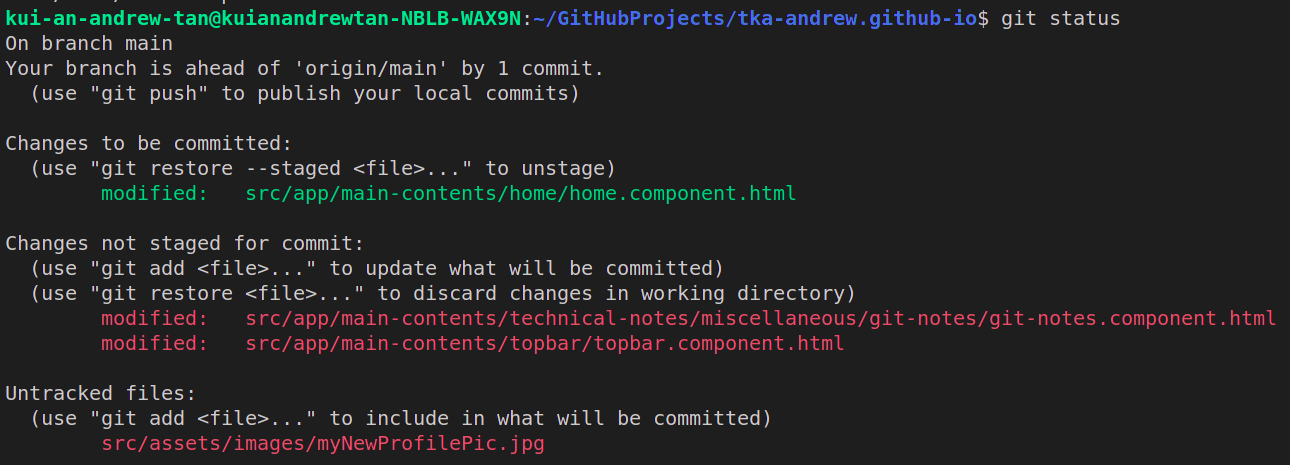 kui-an-andrew-tan@kuianandrewtan-NBLB-WAX9N:~/GitHubProjects/tka-andrew.github-io$ git status
On branch main
Your branch is ahead of 'origin/main' by 1 commit.
  (use "git push" to publish your local commits)

Changes to be committed:
  (use "git restore --staged <file>..." to unstage)
        modified:   src/app/main-contents/home/home.component.html

Changes not staged for commit:
  (use "git add <file>..." to update what will be committed)
  (use "git restore <file>..." to discard changes in working directory)
        modified:   src/app/main-contents/technical-notes/miscellaneous/git-notes/git-notes.component.html
        modified:   src/app/main-contents/topbar/topbar.component.html

Untracked files:
  (use "git add <file>..." to include in what will be committed)
        src/assets/images/myNewProfilePic.jpg